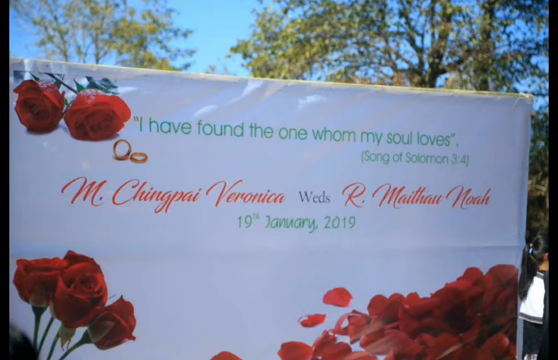 "I have found the one whom my soul loves".
(Song of Solomon 3:4)
M. Chingpai Veronica Weds R. Maithau Noah
19th January, 2019